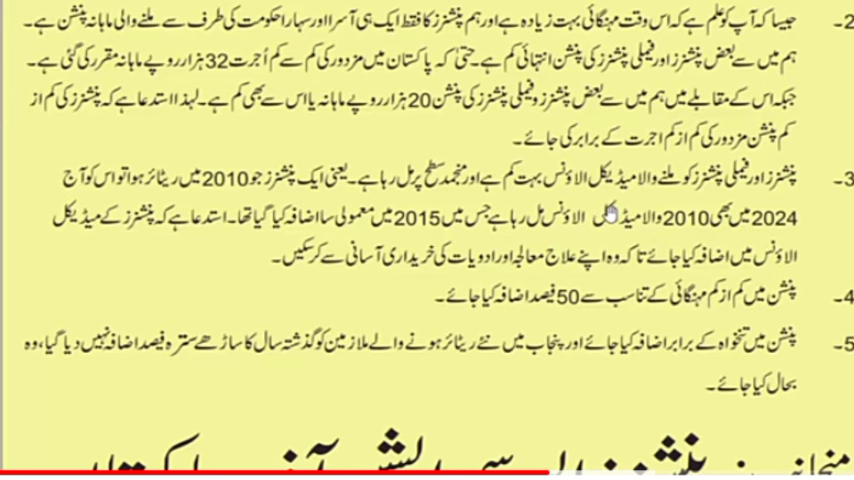 2۔ جیسا کہ آپ کو علم ہے کہ اس وقت مہنگائی بہت زیادہ ہے اور ہم پنشنرز کا فقط ایک ہی آسرا اور سہارا حکومت کی طرف سے ملنے والی ماہانہ پنشن ہے۔
ہم میں سے بعض پنشنرز اور فیملی پنشنرز کی پنشن انتہائی کم ہے۔ حتیٰ کہ پاکستان میں مزدور کی کم سے کم اُجرت 32 ہزار روپے ماہانہ مقرر کی گئی ہے۔
جبکہ اس کے مقابلے میں ہم میں سے بعض پنشنرز و فیملی پنشنرز کی پنشن 20 ہزار روپے ماہانہ یا اس سے بھی کم ہے۔ لہذا استدعا ہے کہ پنشنرز کی کم از
کم پنشن مزدور کی کم از کم اجرت کے برابر کی جائے۔
3۔ پنشنرز اور فیملی پنشنرز کو ملنے والا میڈیکل الاؤنس بہت کم ہے اور منجمد سطح پر مل رہا ہے۔ یعنی ایک پنشنرز جو 2010 میں ریٹائر ہوا تو اس کو آج
2024 میں بھی 2010 والا میڈیکل الاؤنس مل رہا ہے جس میں 2015 میں معمولی سا اضافہ کیا گیا تھا۔ استدعا ہے کہ پنشنرز کے میڈیکل
الاؤنس میں اضافہ کیا جائے تاکہ وہ اپنے علاج معالجہ اور ادویات کی خریداری آسانی سے کر سکیں۔
4۔ پنشن میں کم از کم مہنگائی کے تناسب سے 50 فیصد اضافہ کیا جائے۔
5۔ پنشن میں تنخواہ کے برابر اضافہ کیا جائے اور پنجاب میں نئے ریٹائر ہونے والے ملازمین کو گذشتہ سال کا ساڑھے سترہ فیصد اضافہ نہیں دیا گیا، وہ
بحال کیا جائے۔